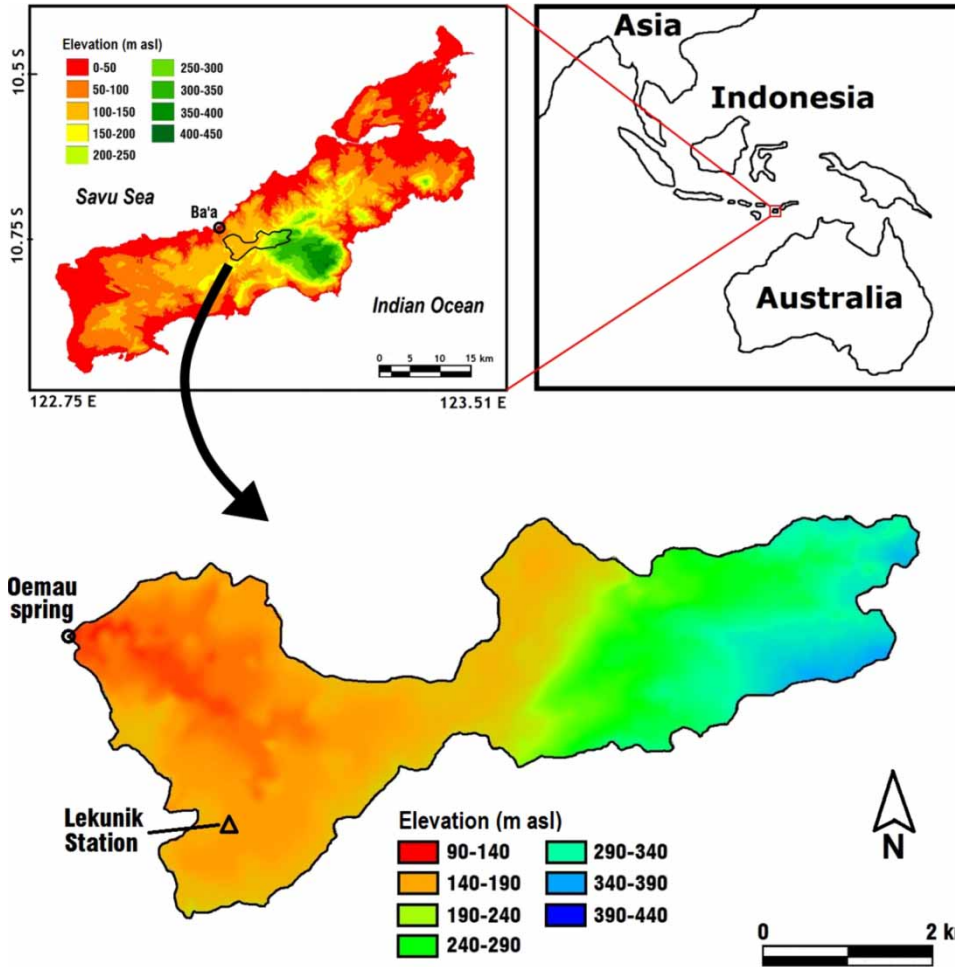 Elevation (m asl)
0-50
50-100
100-150
150-200
200-250
250-300
300-350
350-400
400-450
10.5 S
10.75 S
Savu Sea
Ba'a
Indian Ocean
0 5 10 15 km
122.75 E
123.51 E
Asia
Indonesia
Australia
Oemau
spring
Lekunik
Station
Elevation (m asl)
90-140
140-190
190-240
240-290
290-340
340-390
390-440
N
0 2 k